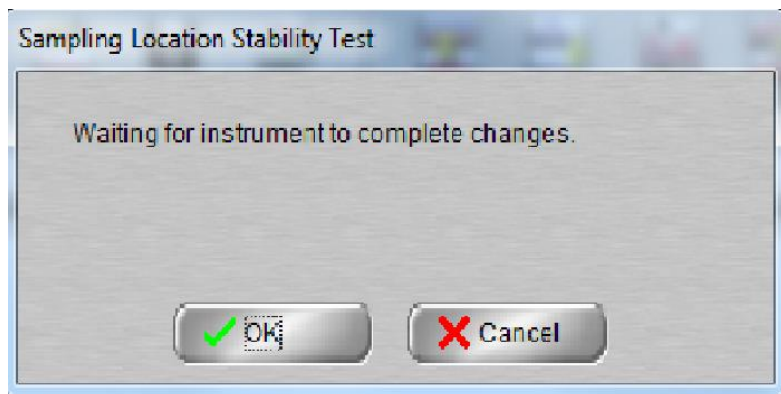 Sampling Location Stability Test
Waiting for instrument to complete changes.
OK
Cancel